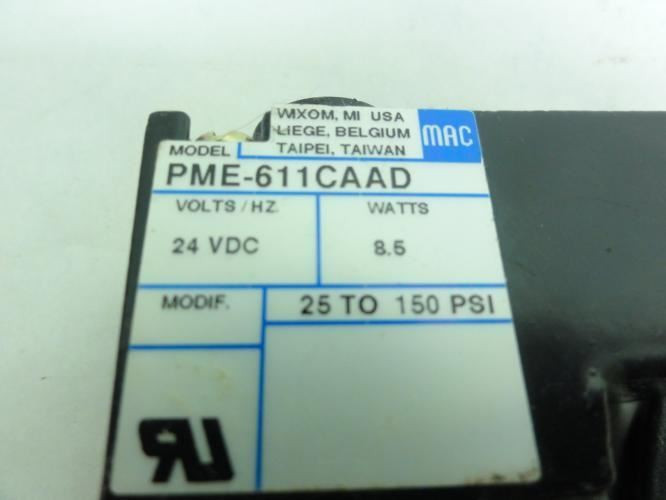 WIXOM, MI USA
LIEGE, BELGIUM
TAIPEI, TAIWAN
MAC
MODEL
PME-611CAAD
VOLTS/HZ. WATTS
24 VDC 8.5
MODIF. 25 TO 150 PSI
RU